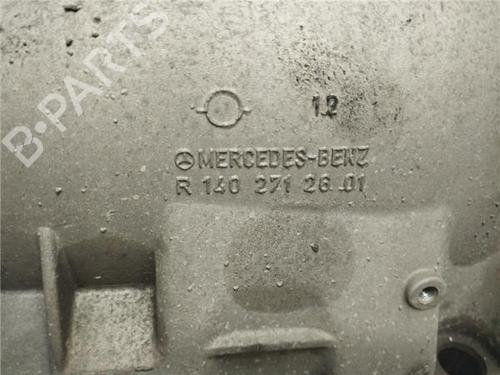 B-PARTS
12
MERCEDES-BENZ
R 140 271 26 01